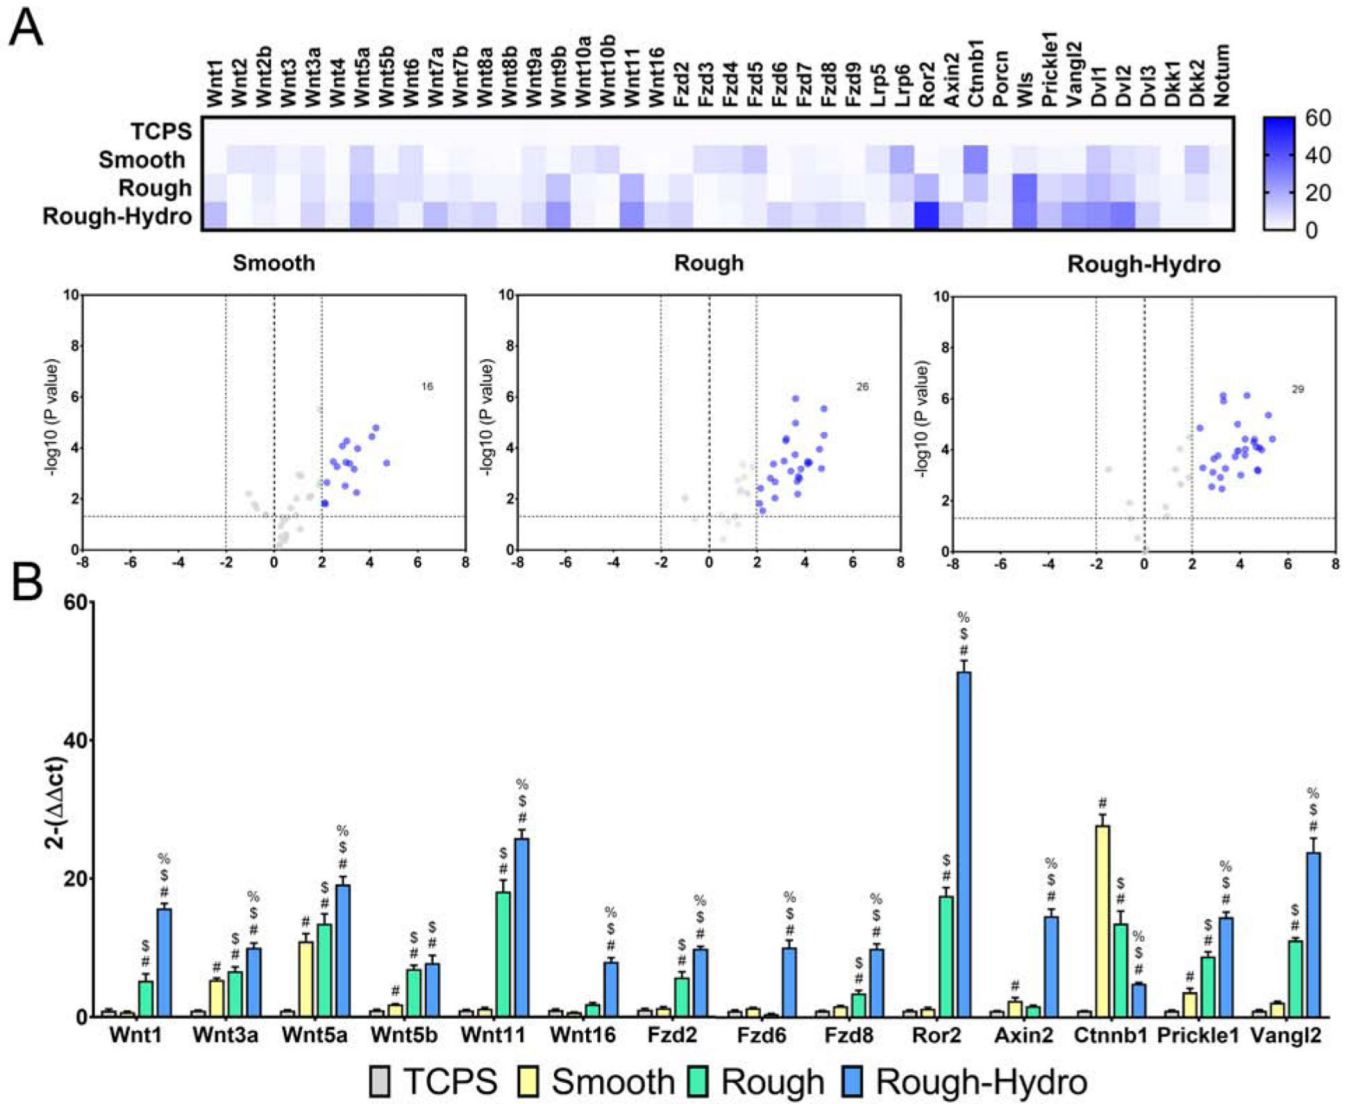 A
Wnt1 Wnt2 Wnt2b Wnt3 Wnt3a Wnt4 Wnt5a Wnt5b Wnt6 Wnt7a Wnt7b Wnt8a Wnt8b Wnt9a Wnt9b Wnt10a Wnt10b Wnt11 Wnt16 Fzd2 Fzd3 Fzd4 Fzd5 Fzd6 Fzd7 Fzd8 Fzd9 Lrp5 Lrp6 Ror2 Axin2 Ctnnb1 Porcn Wls Prickle1 Vangl2 Dvl1 Dvl2 Dvl3 Dkk1 Dkk2 Notum
TCPS
Smooth
Rough
Rough-Hydro
60
40
20
0
Smooth
-log10 (P value)
10
8
6
4
2
0
16
-8 -6 -4 -2 0 2 4 6 8
Rough
-log10 (P value)
10
8
6
4
2
0
26
-8 -6 -4 -2 0 2 4 6 8
Rough-Hydro
-log10 (P value)
10
8
6
4
2
0
29
-8 -6 -4 -2 0 2 4 6 8
B
2-(ΔΔct)
60
40
20
0
$ #
% $ #
#
$ #
% $ #
#
$ #
% $ #
#
$ #
$ #
$ #
% $ #
% $ #
$ #
% $ #
% $ #
$ #
% $ #
$ #
% $ #
#
% $ #
#
$ #
% $ #
#
$ #
% $ #
$ #
% $ #
Wnt1 Wnt3a Wnt5a Wnt5b Wnt11 Wnt16 Fzd2 Fzd6 Fzd8 Ror2 Axin2 Ctnnb1 Prickle1 Vangl2
TCPS Smooth Rough Rough-Hydro